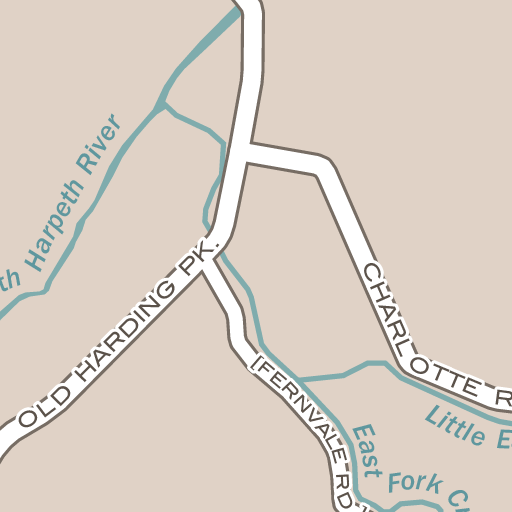 th Harpeth River
OLD HARDING PK.
CHARLOTTE R
[FERNVALE RD.]
Little E
East Fork C